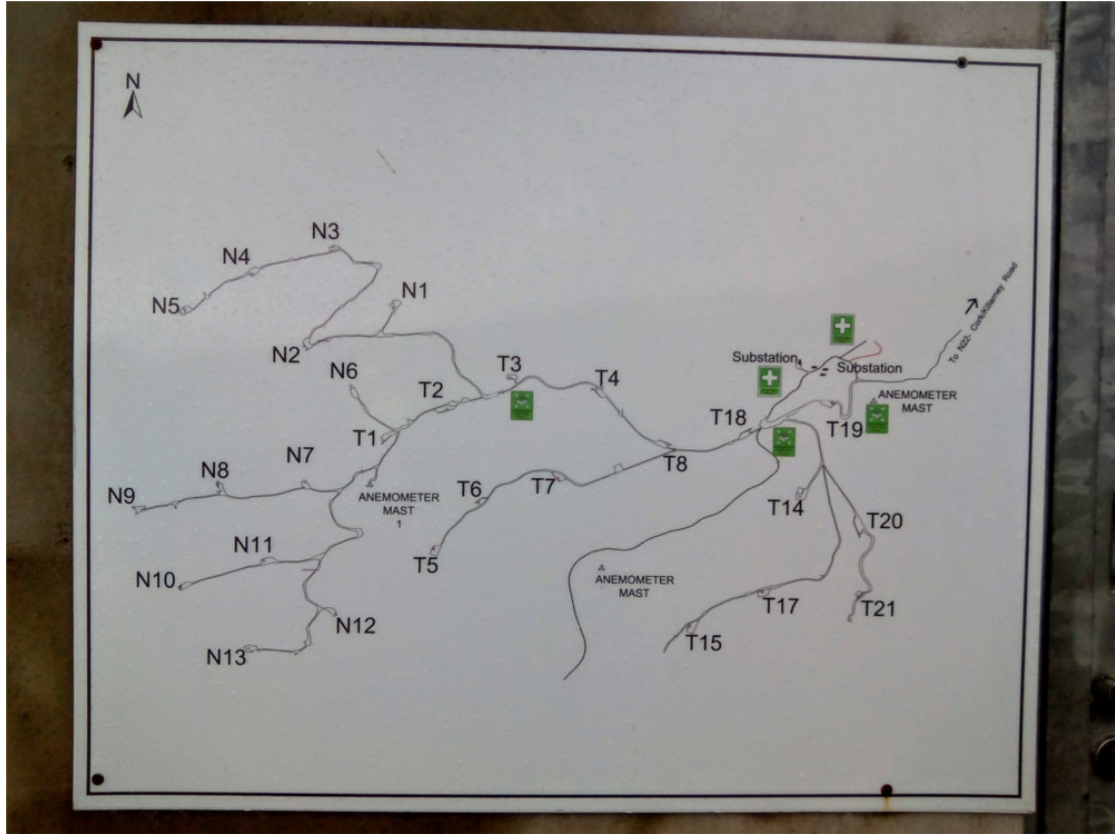 N
N3
N4
N5
N1
N2
N6
T3
T4
T2
T1
N7
N8
N9
ANEMOMETER
MAST
1
N11
N10
N12
N13
T6
T7
T5
T8
T18
Substation
Substation
To N22- Cork/Killarney Road
ANEMOMETER
MAST
T19
T14
T20
T21
T17
T15
ANEMOMETER
MAST